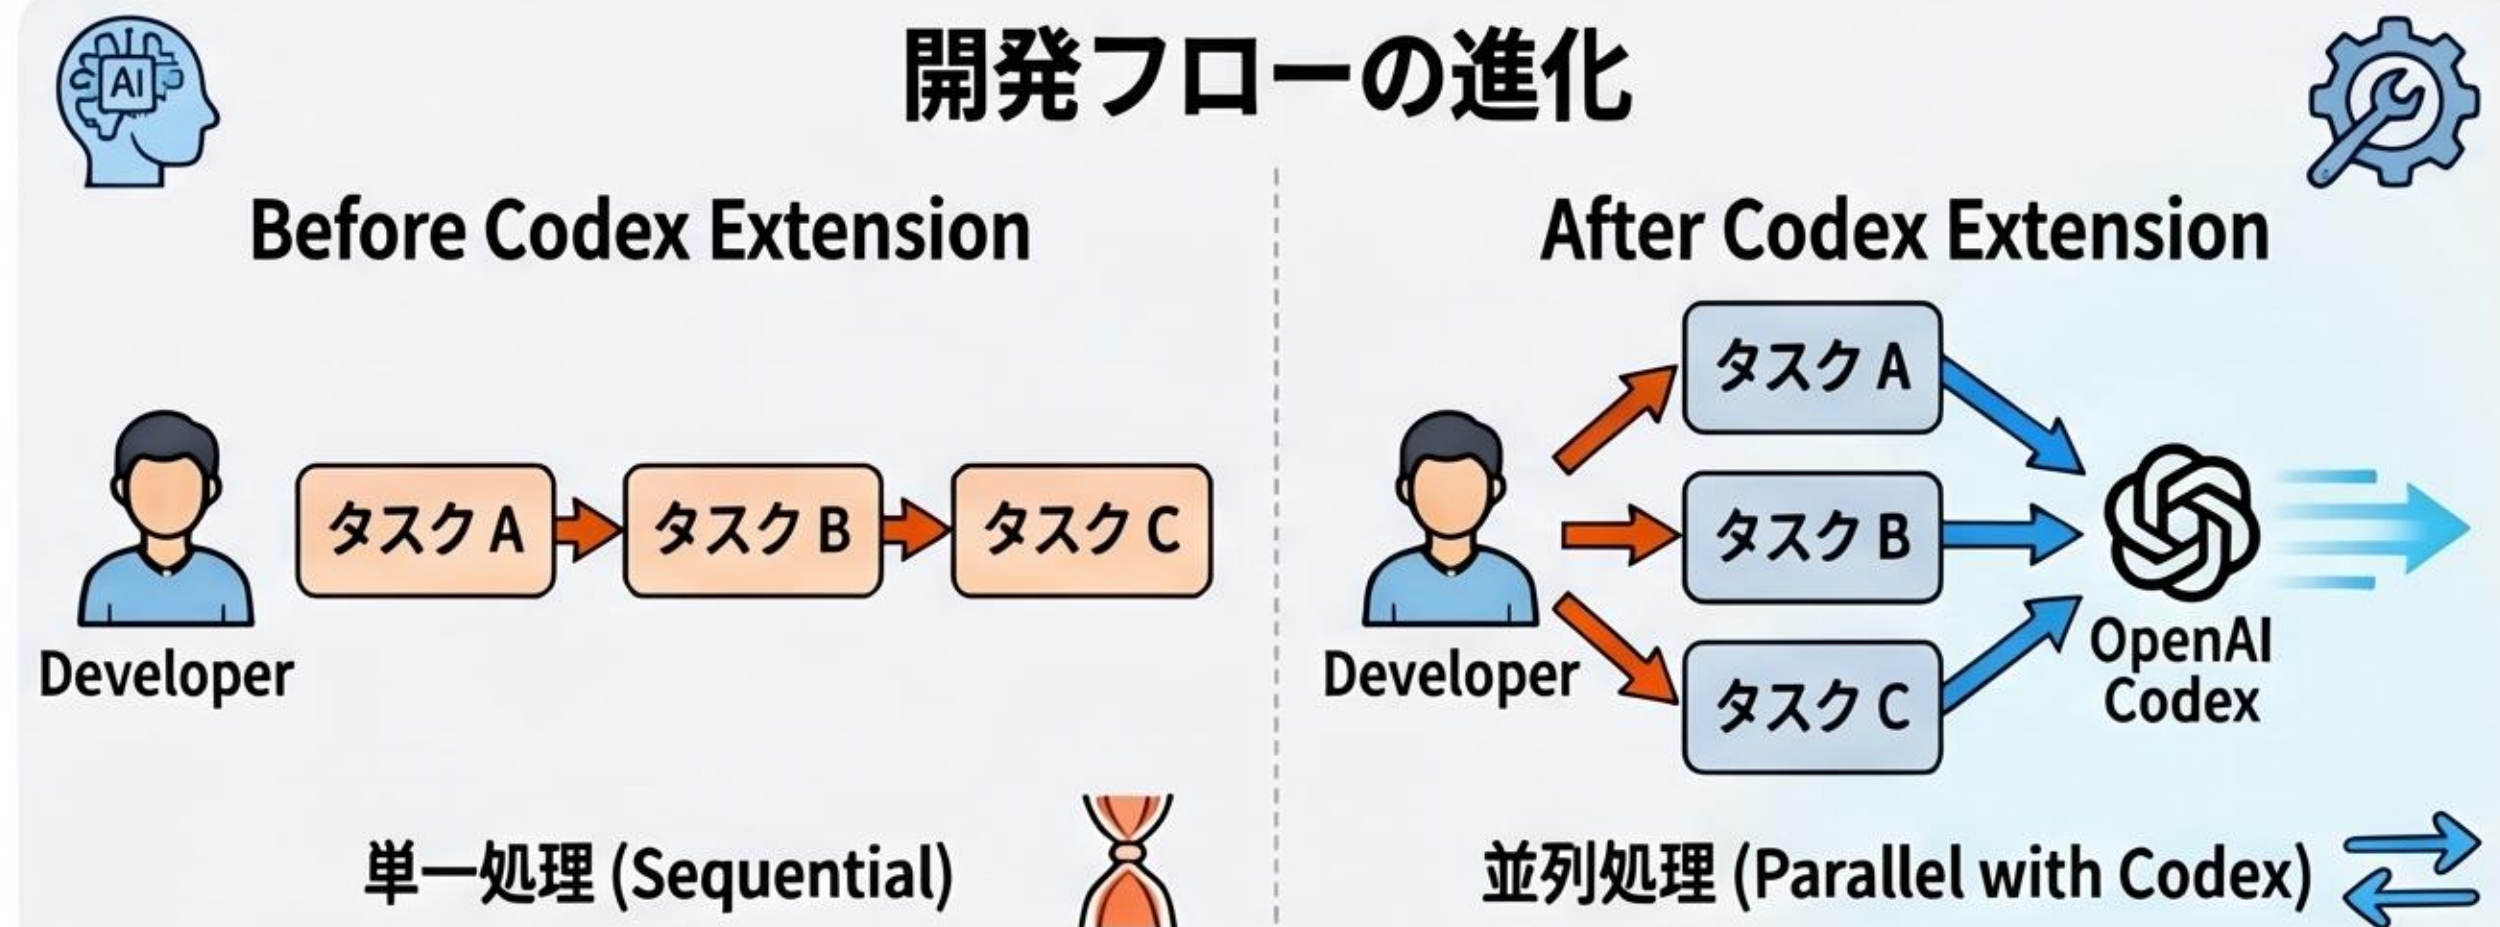 AI
開発フローの進化
Before Codex Extension
Developer
タスク A
タスク B
タスク C
単一処理 (Sequential)
After Codex Extension
Developer
タスク A
タスク B
タスク C
OpenAI
Codex
並列処理 (Parallel with Codex)